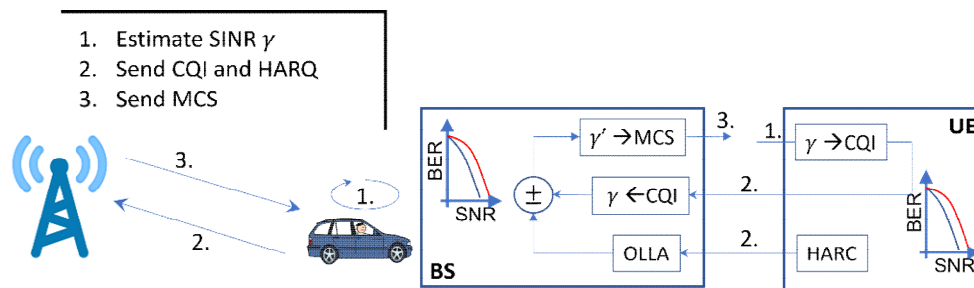 1. Estimate SINR γ
2. Send CQI and HARQ
3. Send MCS
3.
1.
2.
BER
SNR
γ' →MCS
3.
±
γ ←CQI
2.
OLLA
2.
BS
1.
γ →CQI
UE
BER
SNR
HARC